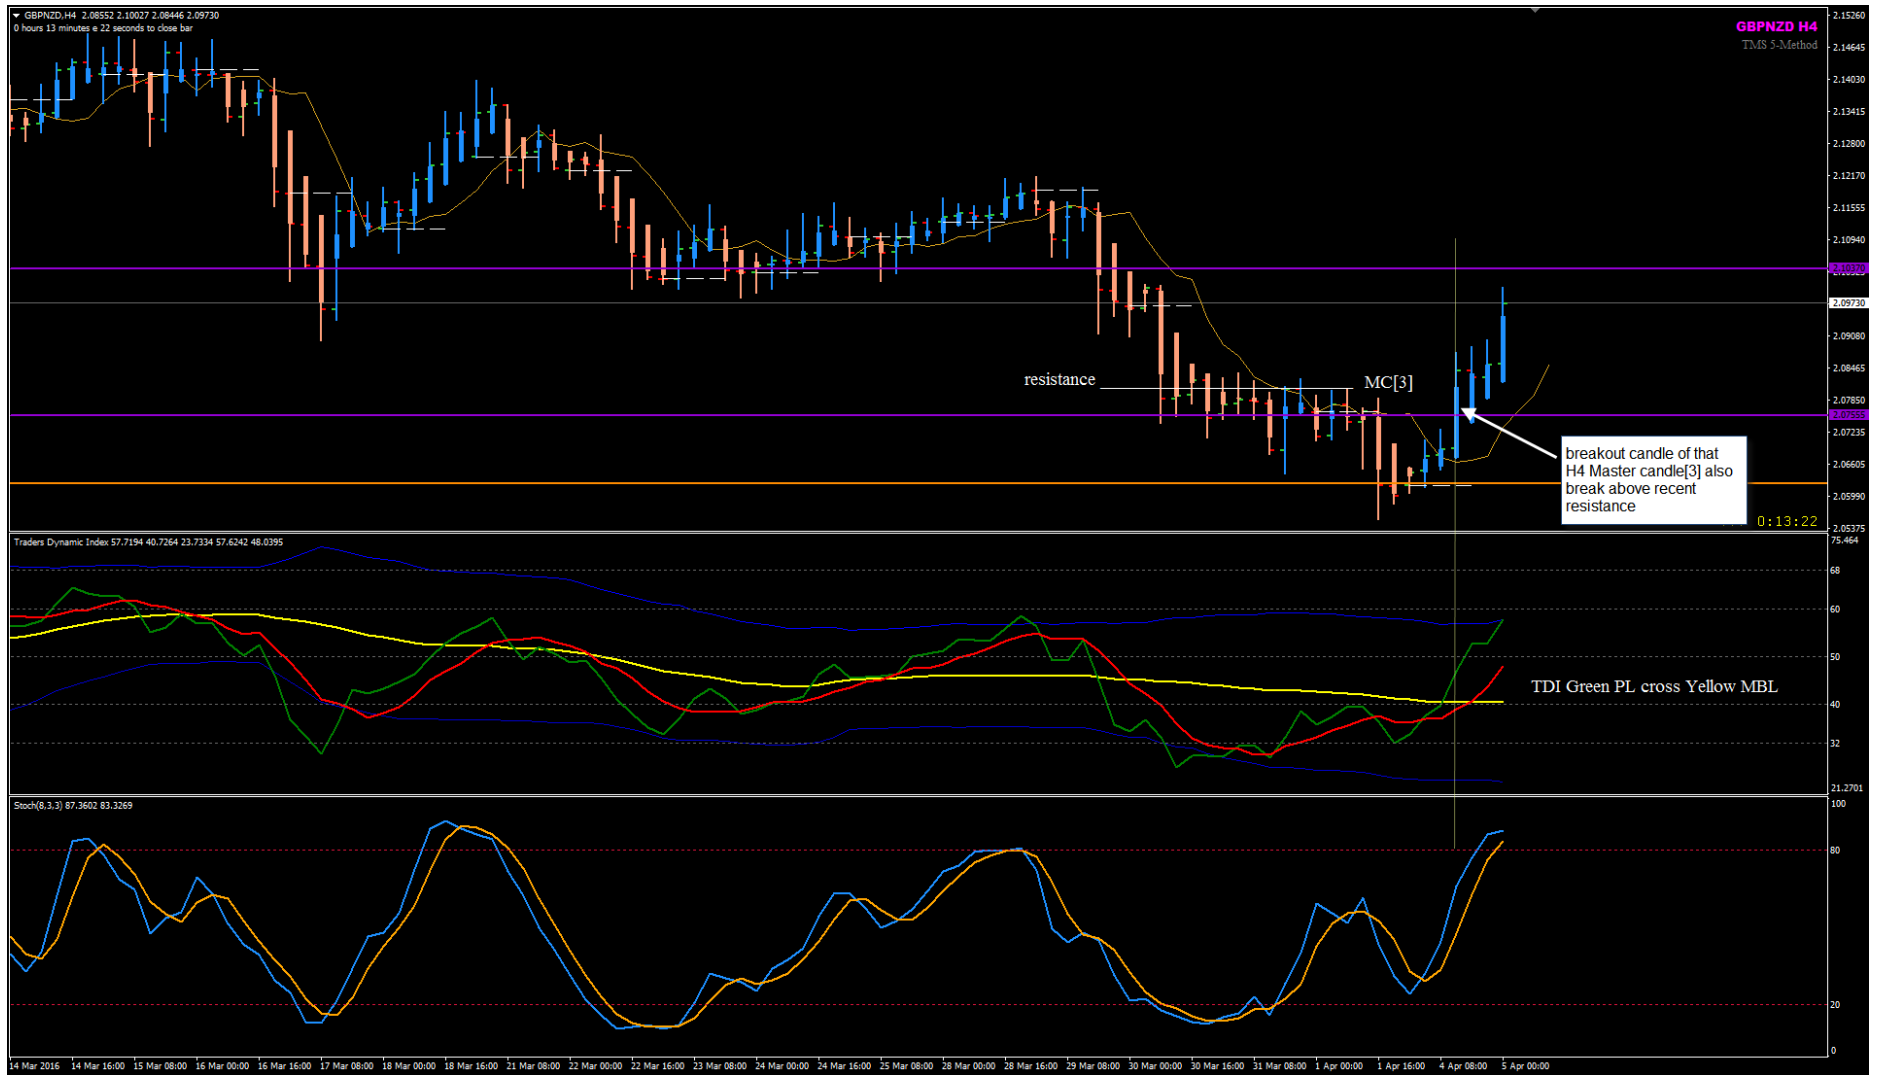 GBPNZD,H4 2.08552 2.10027 2.08446 2.09730
0 hours 13 minutes e 22 seconds to close bar
GBPNZD H4
TMS 5-Method
2.15260
2.14645
2.14030
2.13415
2.12800
2.12170
2.11555
2.10940
2.10370
2.09730
2.09080
2.08465
2.07850
2.07555
2.07235
2.06605
2.05990
2.05375
resistance
MC[3]
breakout candle of that
H4 Master candle[3] also
break above recent
resistance
0:13:22
Traders Dynamic Index 57.7194 40.7264 23.7334 57.6242 48.0395
75.464
68
60
50
40
32
21.2701
TDI Green PL cross Yellow MBL
Stoch(8,3,3) 87.3602 83.3269
100
80
20
0
14 Mar 2016 14 Mar 16:00 15 Mar 08:00 16 Mar 00:00 16 Mar 16:00 17 Mar 08:00 18 Mar 00:00 18 Mar 16:00 21 Mar 08:00 22 Mar 00:00 22 Mar 16:00 23 Mar 08:00 24 Mar 00:00 24 Mar 16:00 25 Mar 08:00 28 Mar 00:00 28 Mar 16:00 29 Mar 08:00 30 Mar 00:00 30 Mar 16:00 31 Mar 08:00 1 Apr 00:00 1 Apr 16:00 4 Apr 08:00 5 Apr 00:00